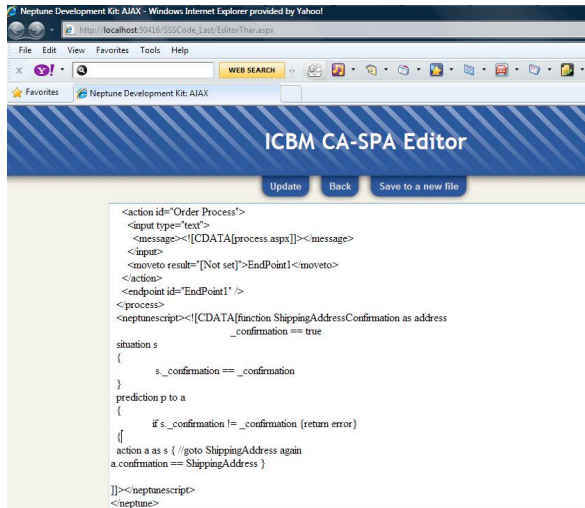 Neptune Development Kit: AJAX - Windows Internet Explorer provided by Yahoo!
http://localhost:50416/SSSCode_Last/EditorThar.aspx
File Edit View Favorites Tools Help
x Y! WEB SEARCH
Favorites Neptune Development Kit: AJAX
ICBM CA-SPA Editor
Update Back Save to a new file
<action id="Order Process">
<input type="text">
<message><![CDATA[process.aspx]]></message>
</input>
<moveto result="[Not set]">EndPoint1</moveto>
</action>
<endpoint id="EndPoint1" />
</process>
<neptunescript><![CDATA[function ShippingAddressConfirmation as address
_confirmation == true
situation s
{
s._confirmation == _confirmation
}
prediction p to a
{
if s._confirmation != _confirmation {return error}
{
action a as s { //goto ShippingAddress again
a.confrmation == ShippingAddress }
]]></neptunescript>
</neptune>